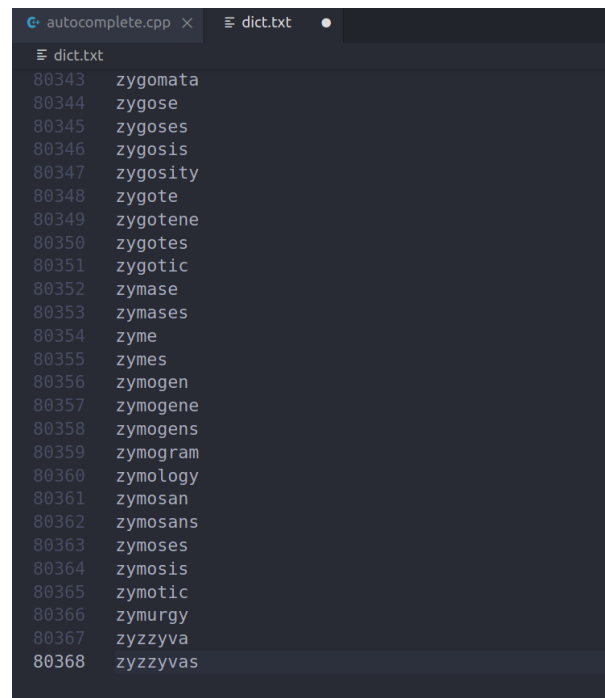 autocomplete.cpp × dict.txt ●
dict.txt
80343 zygomata
80344 zygose
80345 zygoses
80346 zygosis
80347 zygosity
80348 zygote
80349 zygotene
80350 zygotes
80351 zygotic
80352 zymase
80353 zymases
80354 zyme
80355 zymes
80356 zymogen
80357 zymogene
80358 zymogens
80359 zymogram
80360 zymology
80361 zymosan
80362 zymosans
80363 zymoses
80364 zymosis
80365 zymotic
80366 zymurgy
80367 zyzzyva
80368 zyzzyvas